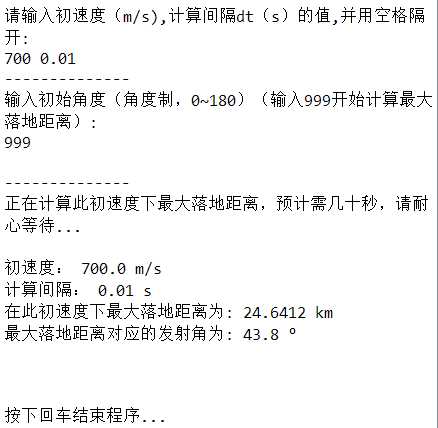 请输入初速度（m/s),计算间隔dt（s）的值,并用空格隔
开:
700 0.01
--------------
输入初始角度（角度制，0~180）（输入999开始计算最大
落地距离）:
999
--------------
正在计算此初速度下最大落地距离，预计需几十秒，请耐
心等待...
初速度： 700.0 m/s
计算间隔： 0.01 s
在此初速度下最大落地距离为: 24.6412 km
最大落地距离对应的发射角为: 43.8 º
按下回车结束程序...